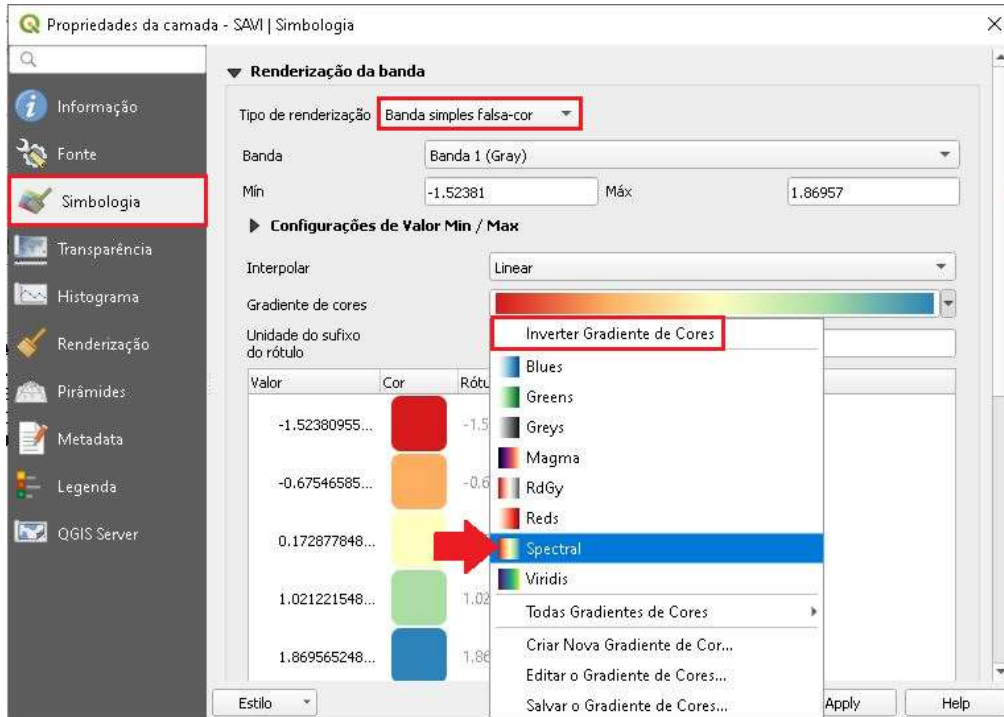 Propriedades da camada - SAVI | Simbologia
Informação
Fonte
Simbologia
Transparência
Histograma
Renderização
Pirâmides
Metadata
Legenda
QGIS Server
Renderização da banda
Tipo de renderização Banda simples falsa-cor
Banda Banda 1 (Gray)
Mín -1.52381 Máx 1.86957
Configurações de Valor Min / Max
Interpolar Linear
Gradiente de cores
Unidade do sufixo
do rótulo
Valor Cor Rótu
-1.52380955... -1.5
-0.67546585... -0.6
0.172877848...
1.021221548... 1.02
1.869565248... 1.86
Inverter Gradiente de Cores
Blues
Greens
Greys
Magma
RdGy
Reds
Spectral
Viridis
Todas Gradientes de Cores
Criar Nova Gradiente de Cor...
Editar o Gradiente de Cores...
Salvar o Gradiente de Cores...
Estilo Apply Help